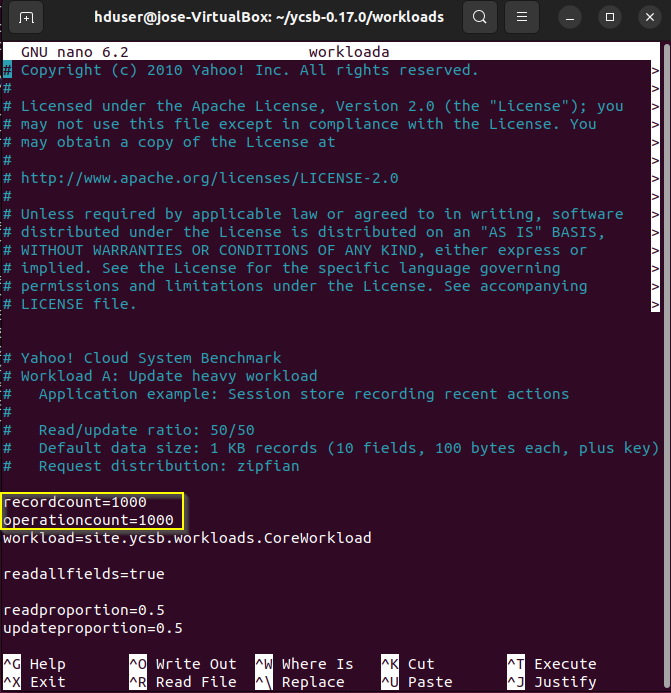 hduser@jose-VirtualBox: ~/ycsb-0.17.0/workloads
GNU nano 6.2 workloada
# Copyright (c) 2010 Yahoo! Inc. All rights reserved. >
# >
# Licensed under the Apache License, Version 2.0 (the "License"); you >
# may not use this file except in compliance with the License. You >
# may obtain a copy of the License at >
# >
# http://www.apache.org/licenses/LICENSE-2.0 >
# >
# Unless required by applicable law or agreed to in writing, software >
# distributed under the License is distributed on an "AS IS" BASIS, >
# WITHOUT WARRANTIES OR CONDITIONS OF ANY KIND, either express or >
# implied. See the License for the specific language governing >
# permissions and limitations under the License. See accompanying >
# LICENSE file. >
# Yahoo! Cloud System Benchmark
# Workload A: Update heavy workload
#   Application example: Session store recording recent actions
#
#   Read/update ratio: 50/50
#   Default data size: 1 KB records (10 fields, 100 bytes each, plus key)
#   Request distribution: zipfian
recordcount=1000
operationcount=1000
workload=site.ycsb.workloads.CoreWorkload
readallfields=true
readproportion=0.5
updateproportion=0.5
^G Help ^O Write Out ^W Where Is ^K Cut ^T Execute
^X Exit ^R Read File ^\ Replace ^U Paste ^J Justify